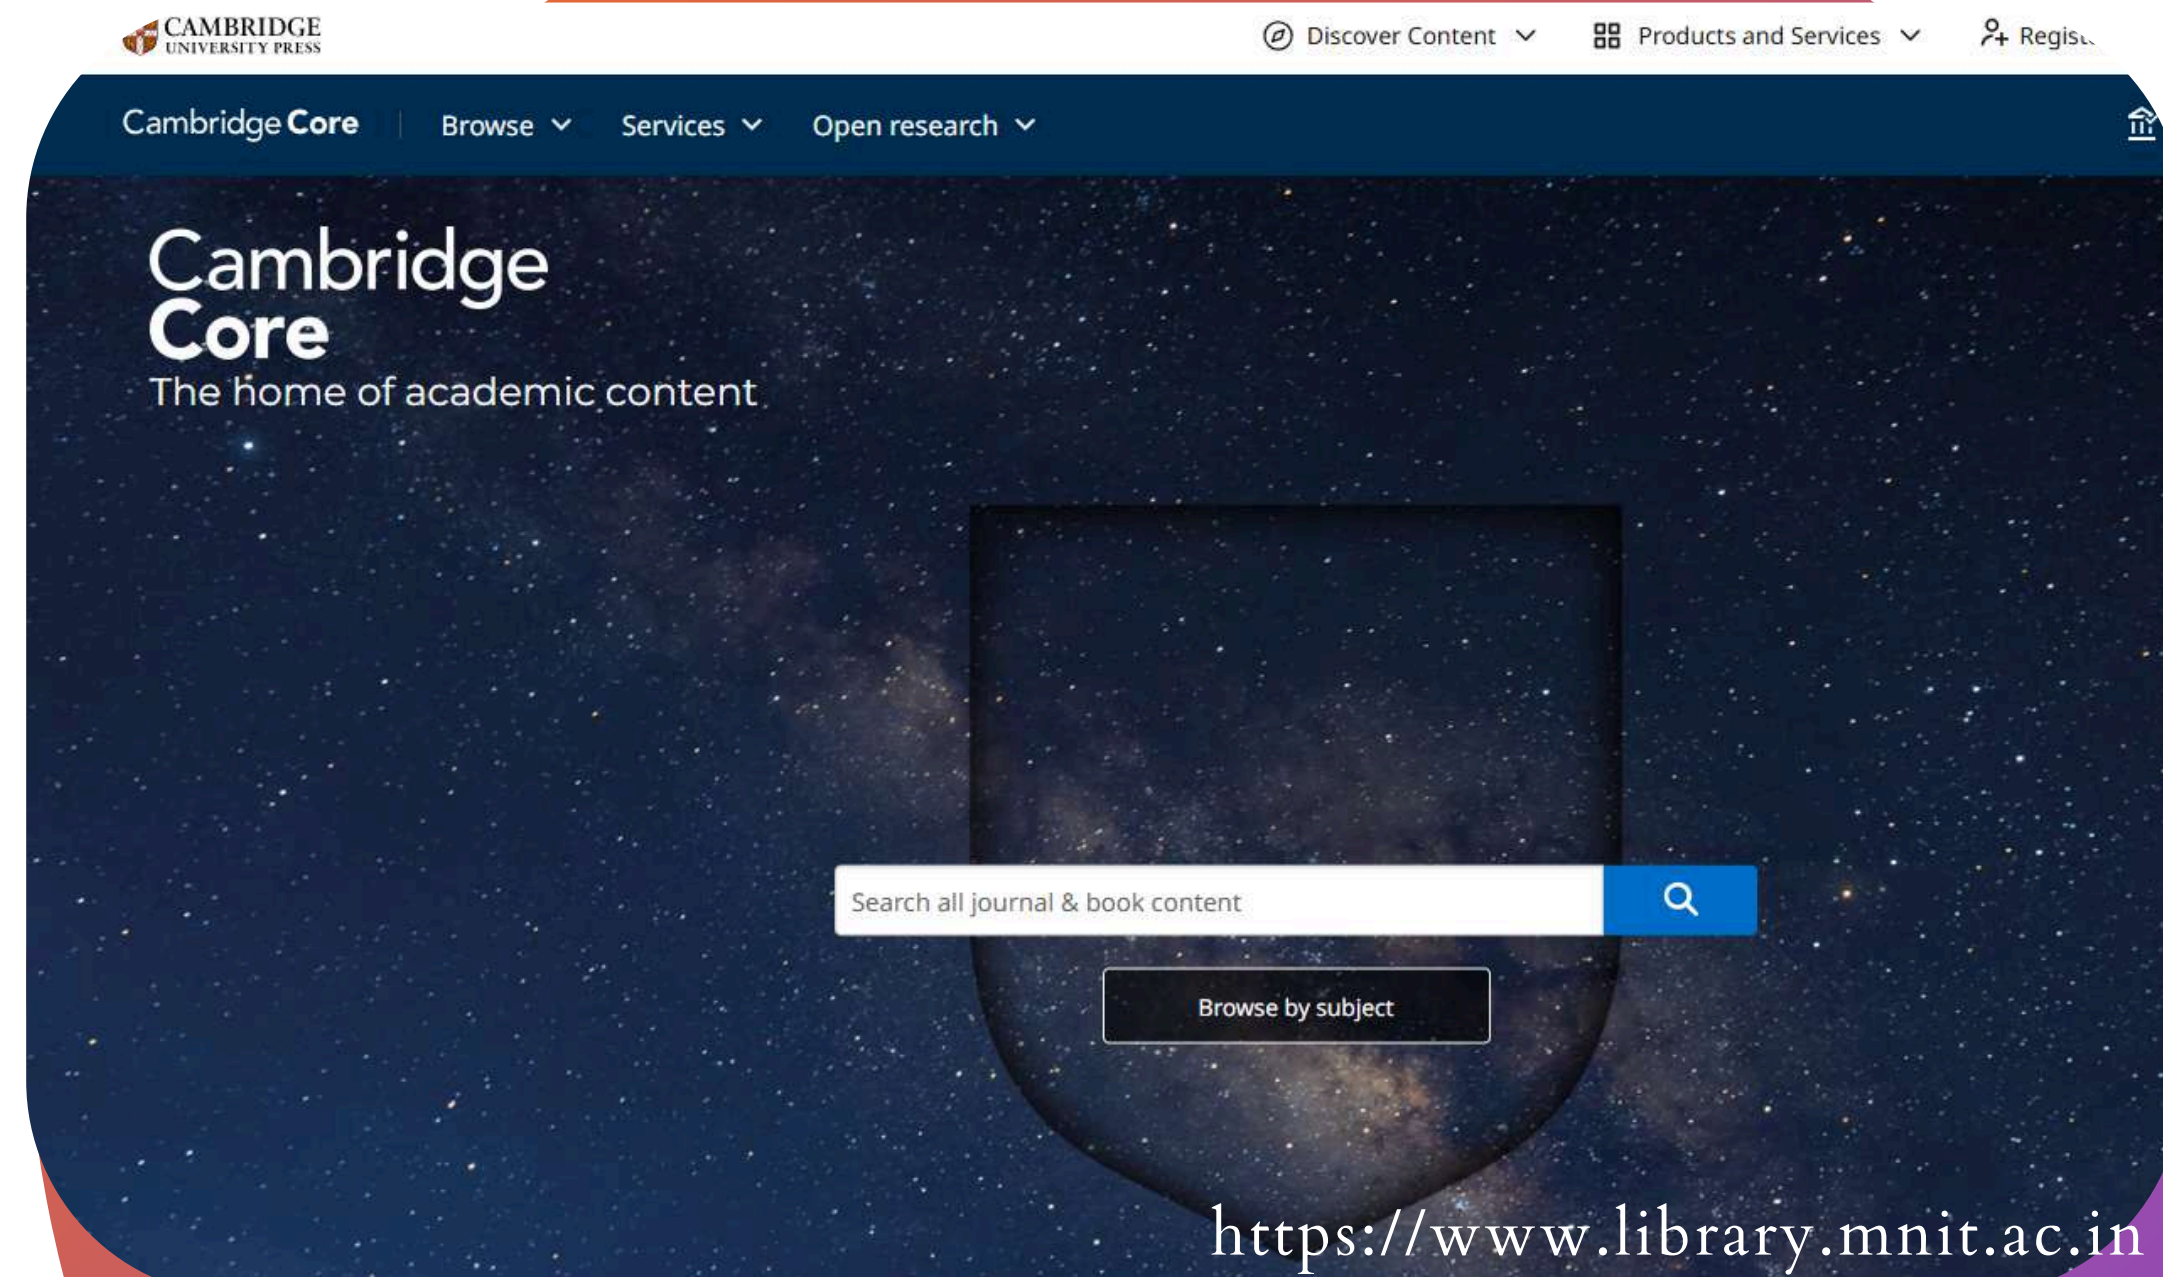 CAMBRIDGE
UNIVERSITY PRESS
Discover Content
Products and Services
Cambridge Core
Browse
Services
Open research
Cambridge
Core
The home of academic content
Search all journal & book content
Browse by subject
https://www.library.mnit.ac.in